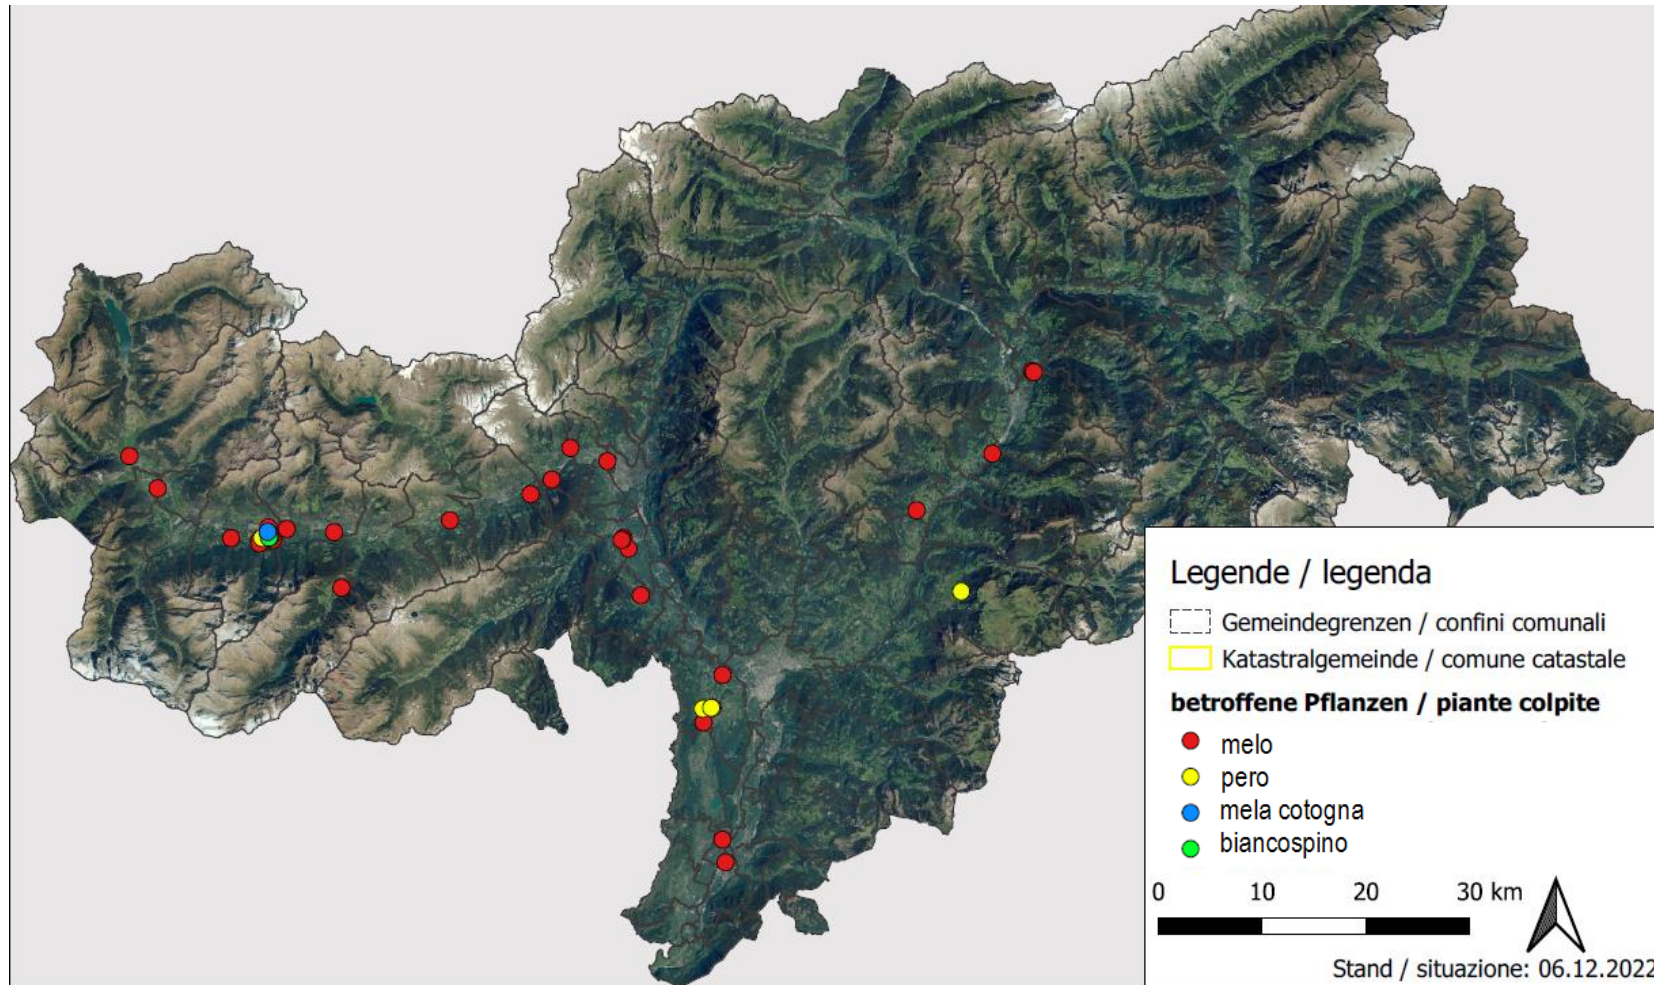 Legende / legenda
Gemeindegrenzen / confini comunali
Katastralgemeinde / comune catastale
betroffene Pflanzen / piante colpite
melo
pero
mela cotogna
biancospino
0 10 20 30 km
Stand / situazione: 06.12.2022